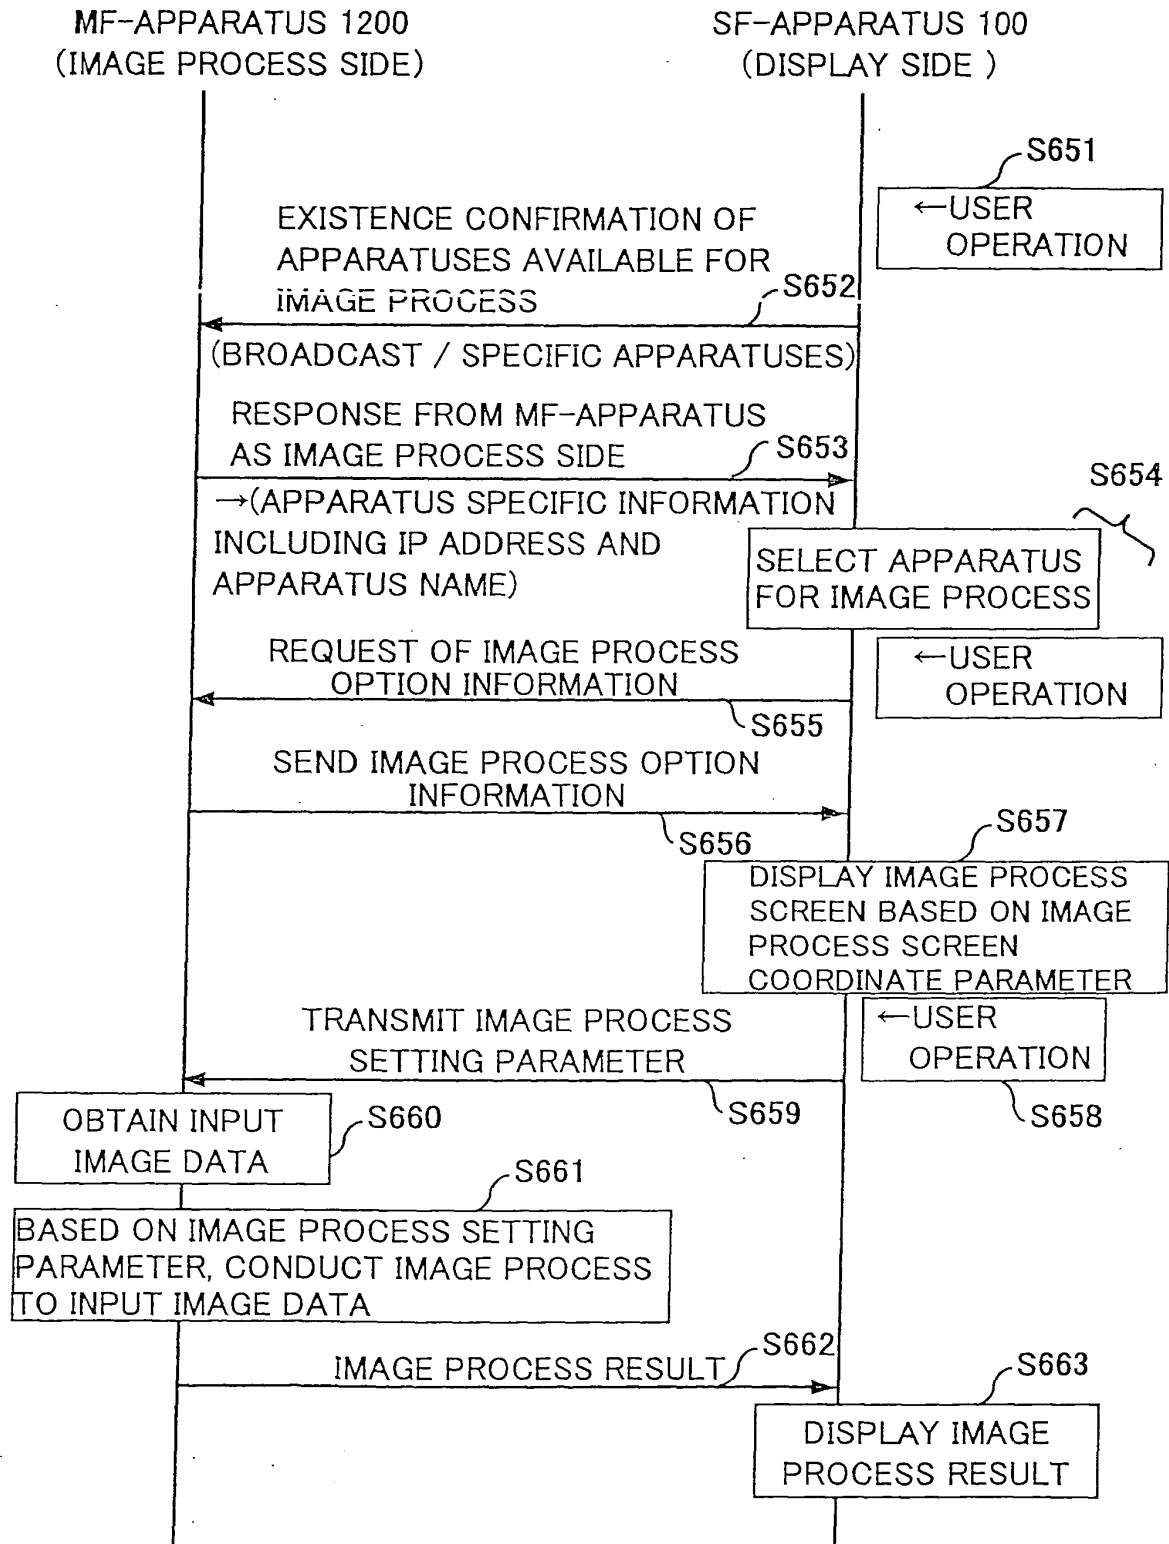 MF-APPARATUS 1200
(IMAGE PROCESS SIDE)
SF-APPARATUS 100
(DISPLAY SIDE )
S651
←USER
OPERATION
EXISTENCE CONFIRMATION OF
APPARATUSES AVAILABLE FOR
IMAGE PROCESS
S652
(BROADCAST / SPECIFIC APPARATUSES)
RESPONSE FROM MF-APPARATUS
AS IMAGE PROCESS SIDE
S653
→(APPARATUS SPECIFIC INFORMATION
INCLUDING IP ADDRESS AND
APPARATUS NAME)
S654
SELECT APPARATUS
FOR IMAGE PROCESS
←USER
OPERATION
REQUEST OF IMAGE PROCESS
OPTION INFORMATION
S655
SEND IMAGE PROCESS OPTION
INFORMATION
S656
S657
DISPLAY IMAGE PROCESS
SCREEN BASED ON IMAGE
PROCESS SCREEN
COORDINATE PARAMETER
←USER
OPERATION
S658
TRANSMIT IMAGE PROCESS
SETTING PARAMETER
S659
OBTAIN INPUT
IMAGE DATA
S660
S661
BASED ON IMAGE PROCESS SETTING
PARAMETER, CONDUCT IMAGE PROCESS
TO INPUT IMAGE DATA
IMAGE PROCESS RESULT
S662
S663
DISPLAY IMAGE
PROCESS RESULT